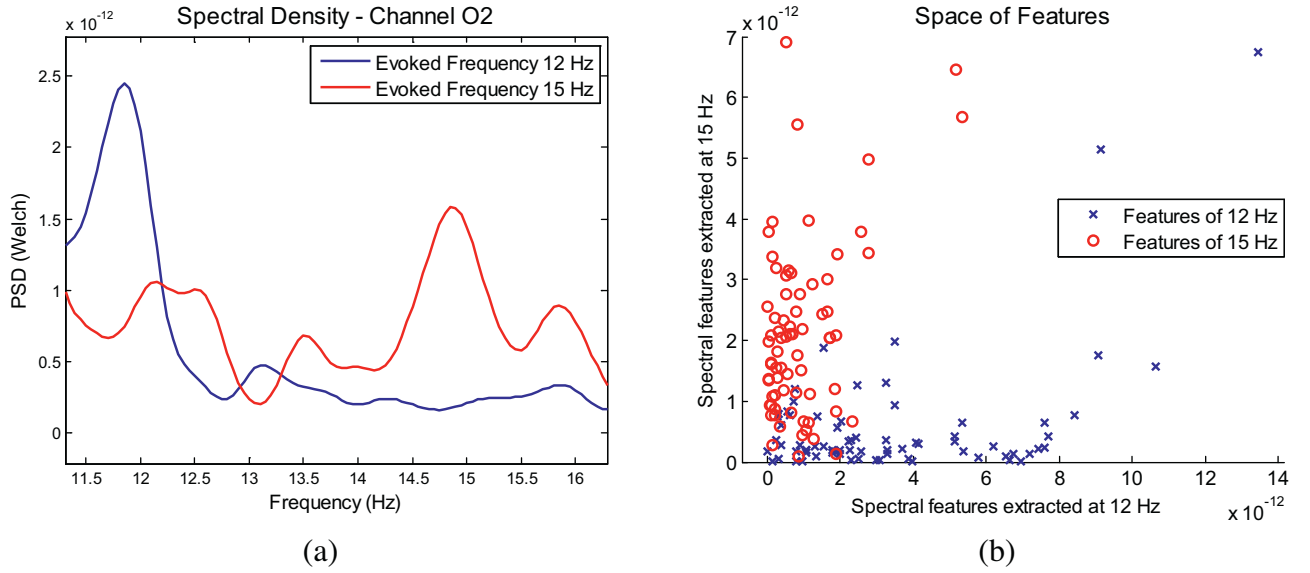 Spectral Density - Channel O2
x 10^-12
2.5
2
1.5
1
0.5
0
PSD (Welch)
Evoked Frequency 12 Hz
Evoked Frequency 15 Hz
11.5 12 12.5 13 13.5 14 14.5 15 15.5 16
Frequency (Hz)
(a)
Space of Features
x 10^-12
7
6
5
4
3
2
1
0
Spectral features extracted at 15 Hz
Features of 12 Hz
Features of 15 Hz
0 2 4 6 8 10 12 14
x 10^-12
Spectral features extracted at 12 Hz
(b)